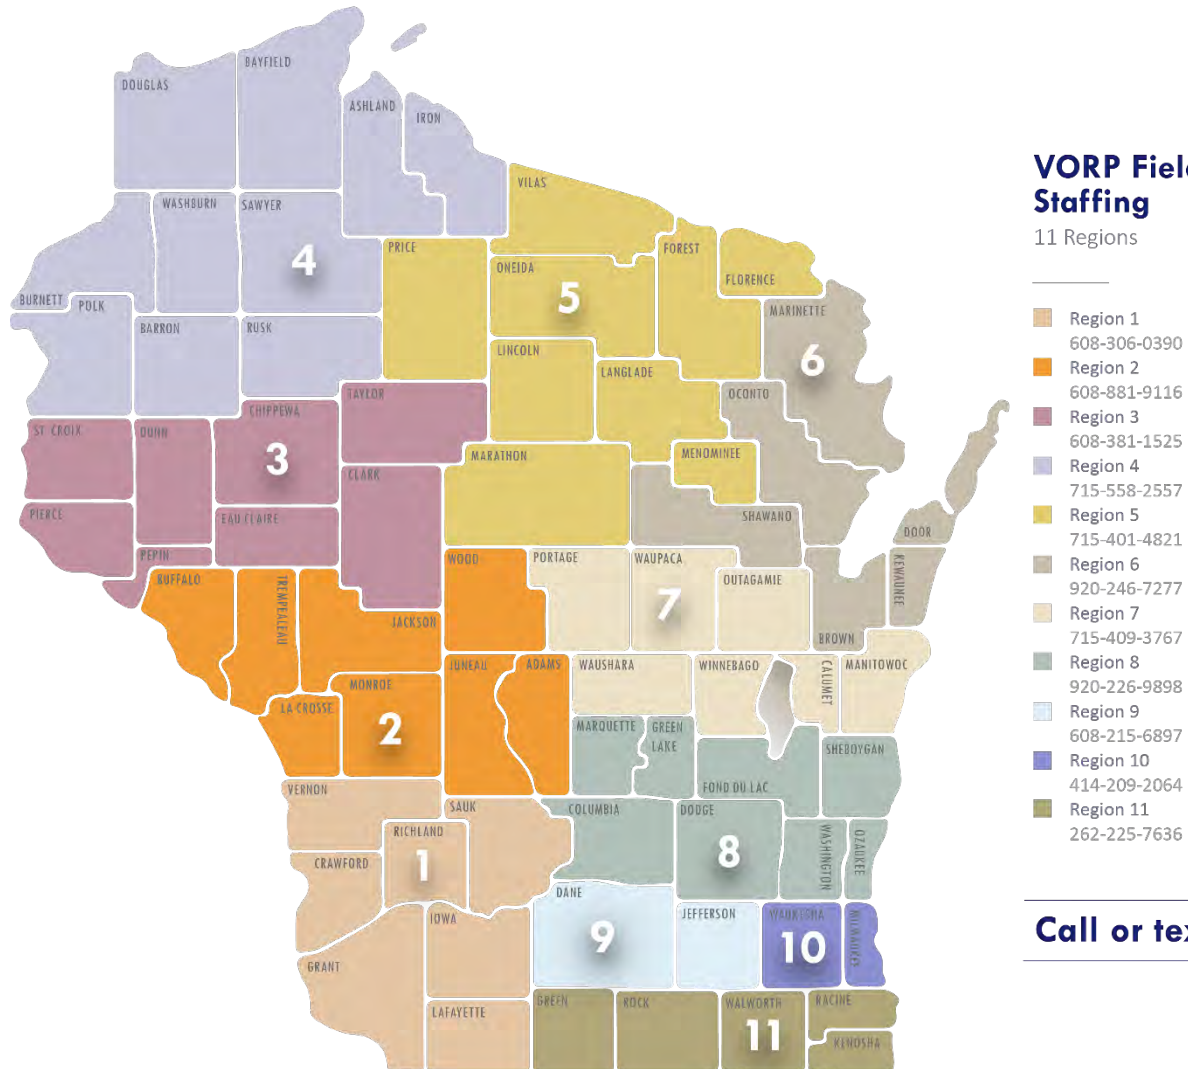 BAYFIELD
DOUGLAS
ASHLAND
IRON
VILAS
WASHBURN
SAWYER
PRICE
FOREST
4
ONEIDA
FLORENCE
5
BURNETT
POLK
MARINETTE
BARRON
RUSK
LINCOLN
6
LANGLADE
TAYLOR
OCONTO
CHIPPEWA
ST CROIX
DUNN
3
MARATHON
MENOMINEE
CLARK
PIERCE
EAU CLAIRE
SHAWANO
DOOR
PEPIN
WOOD
PORTAGE
WAUPACA
BUFFALO
TREMPEALEAU
OUTAGAMIE
KEWAUNEE
7
JACKSON
BROWN
JUNEAU
ADAMS
WAUSHARA
WINNEBAGO
CALUMET
MANITOWOC
MONROE
LA CROSSE
2
MARQUETTE
GREEN
LAKE
SHEBOYGAN
VERNON
FOND DU LAC
SAUK
COLUMBIA
DODGE
RICHLAND
WASHINGTON
OZAUKEE
CRAWFORD
1
8
DANE
IOWA
JEFFERSON
WAUKESHA
MILWAUKEE
9
10
GRANT
GREEN
ROCK
WALWORTH
RACINE
LAFAYETTE
11
KENOSHA
VORP Fiel
Staffing
11 Regions
Region 1
608-306-0390
Region 2
608-881-9116
Region 3
608-381-1525
Region 4
715-558-2557
Region 5
715-401-4821
Region 6
920-246-7277
Region 7
715-409-3767
Region 8
920-226-9898
Region 9
608-215-6897
Region 10
414-209-2064
Region 11
262-225-7636
Call or te